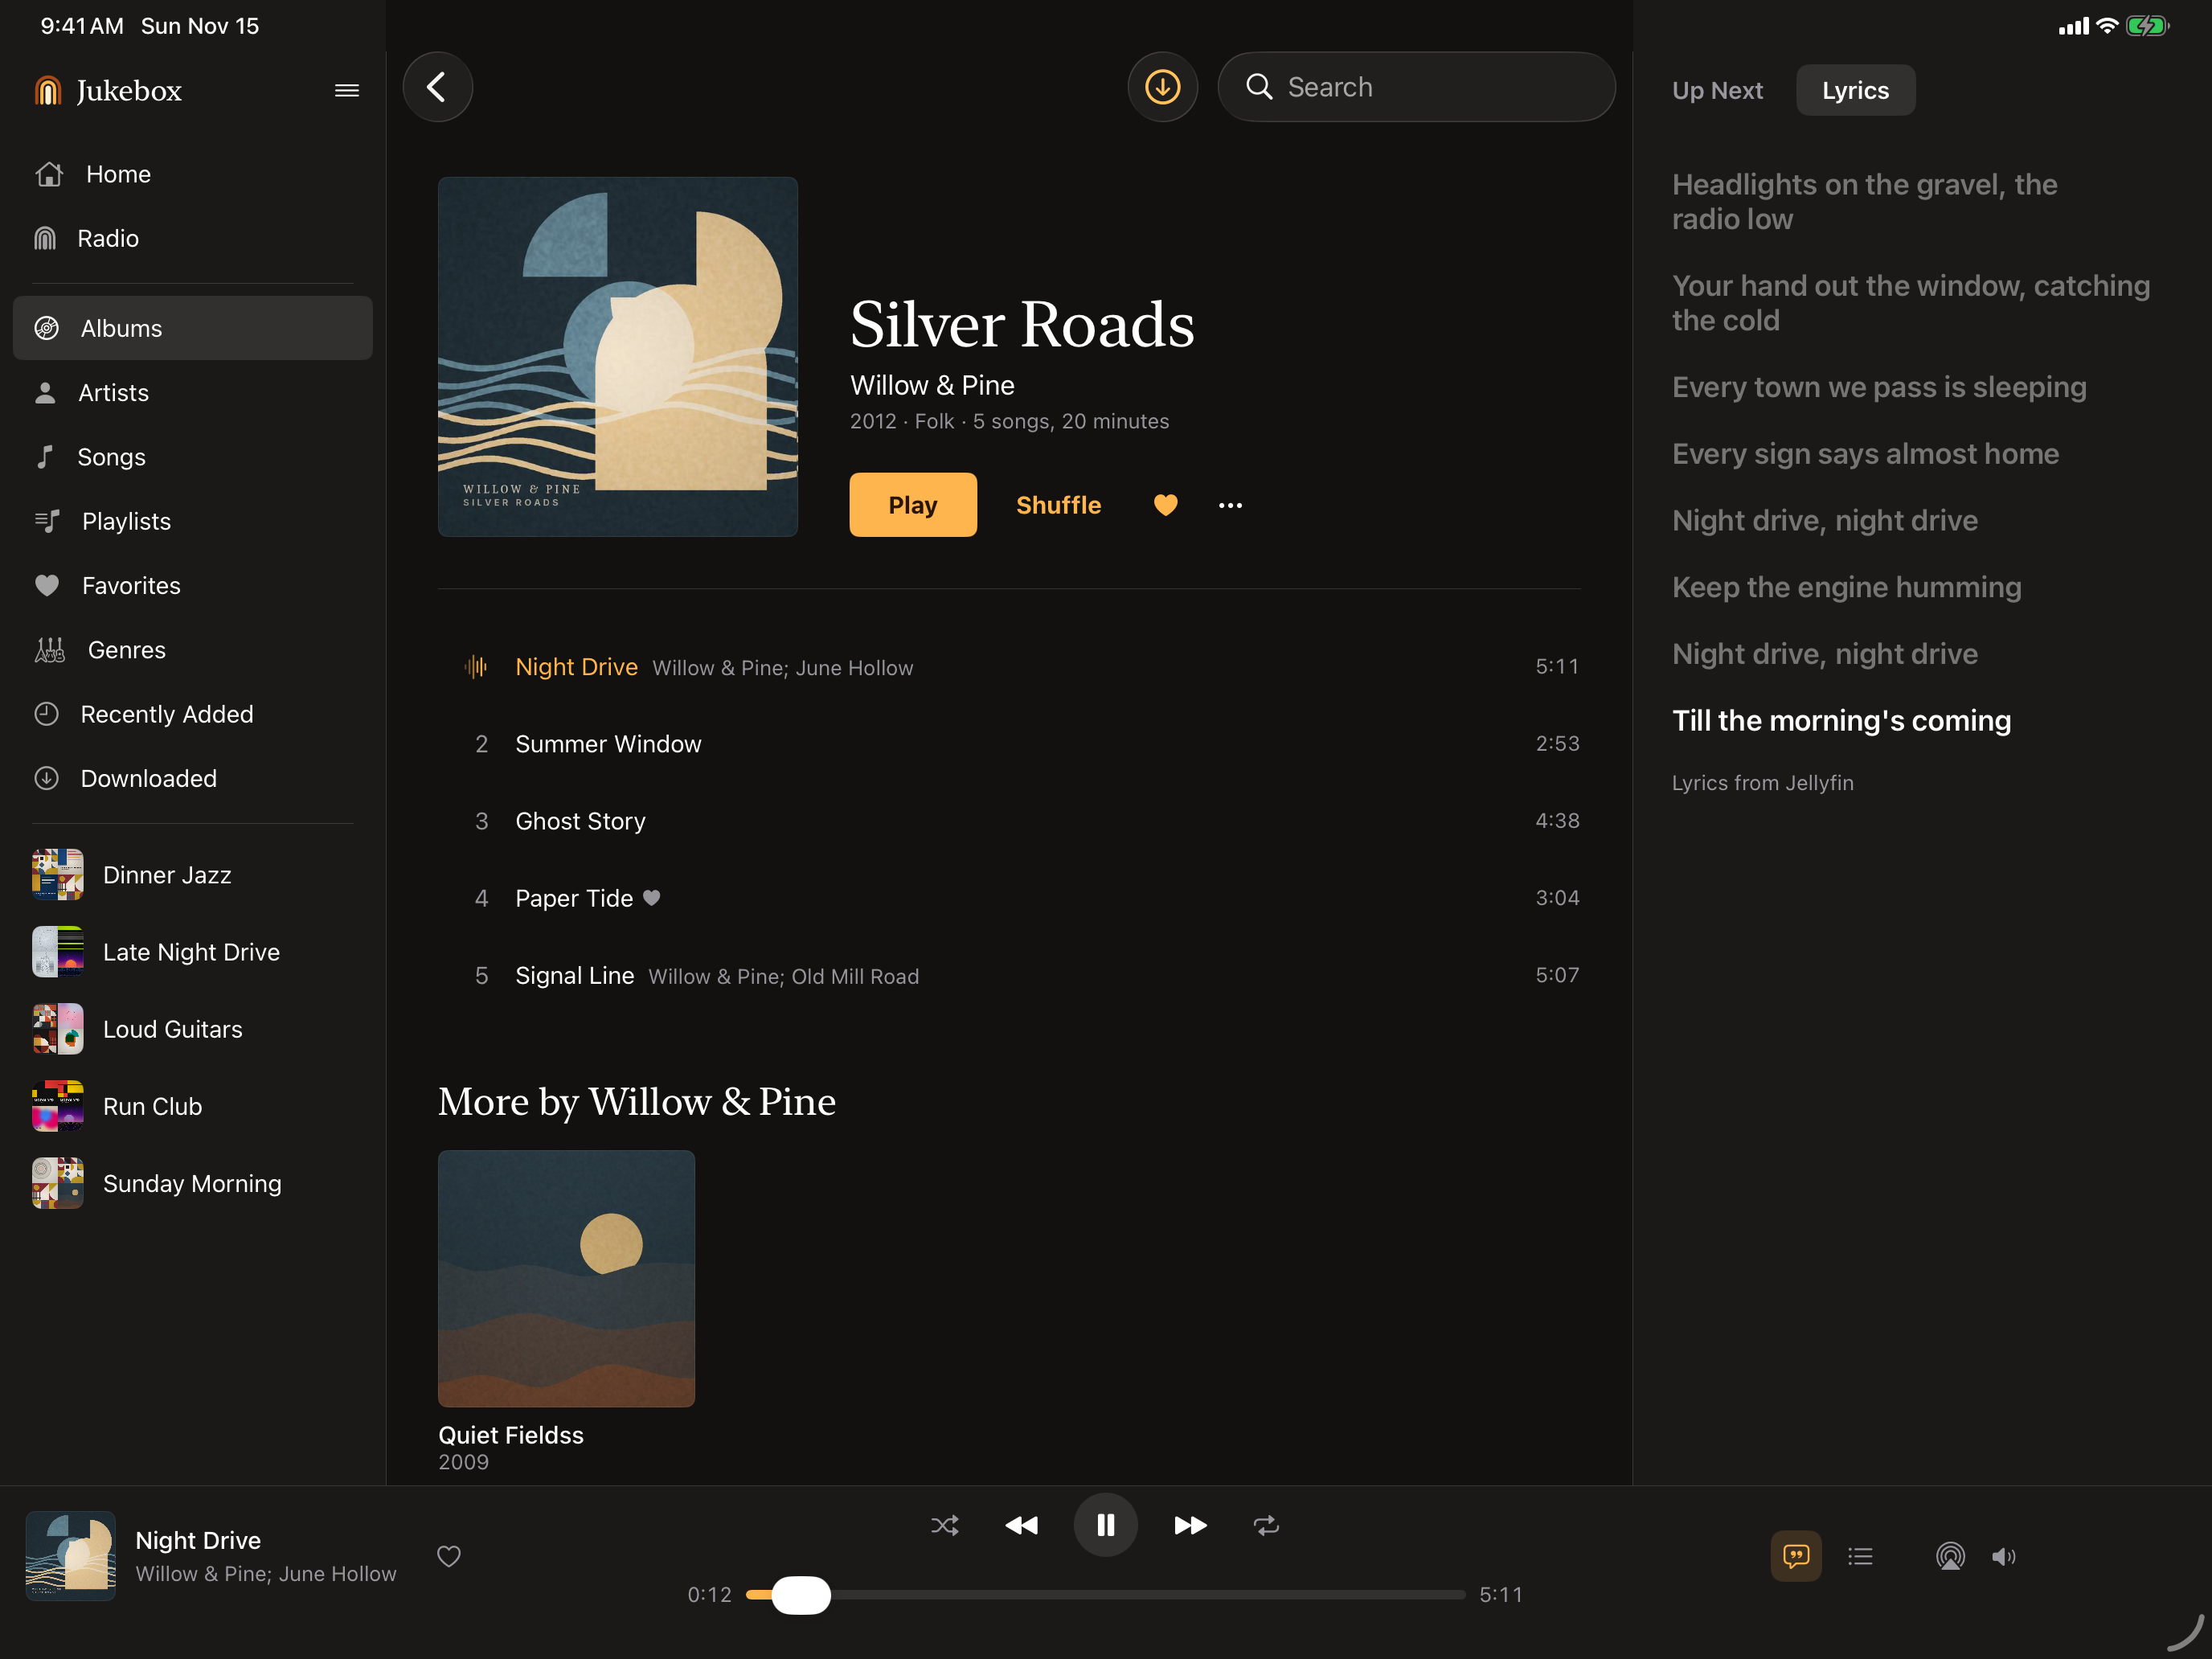 9:41 AM Sun Nov 15
Jukebox
Home
Radio
Albums
Artists
Songs
Playlists
Favorites
Genres
Recently Added
Downloaded
Dinner Jazz
Late Night Drive
Loud Guitars
Run Club
Sunday Morning
Search
WILLOW & PINE
SILVER ROADS
Silver Roads
Willow & Pine
2012 · Folk · 5 songs, 20 minutes
Play Shuffle
Night Drive Willow & Pine; June Hollow 5:11
2 Summer Window 2:53
3 Ghost Story 4:38
4 Paper Tide 3:04
5 Signal Line Willow & Pine; Old Mill Road 5:07
More by Willow & Pine
Quiet Fieldss
2009
Up Next Lyrics
Headlights on the gravel, the
radio low
Your hand out the window, catching
the cold
Every town we pass is sleeping
Every sign says almost home
Night drive, night drive
Keep the engine humming
Night drive, night drive
Till the morning's coming
Lyrics from Jellyfin
Night Drive
Willow & Pine; June Hollow
0:12 5:11